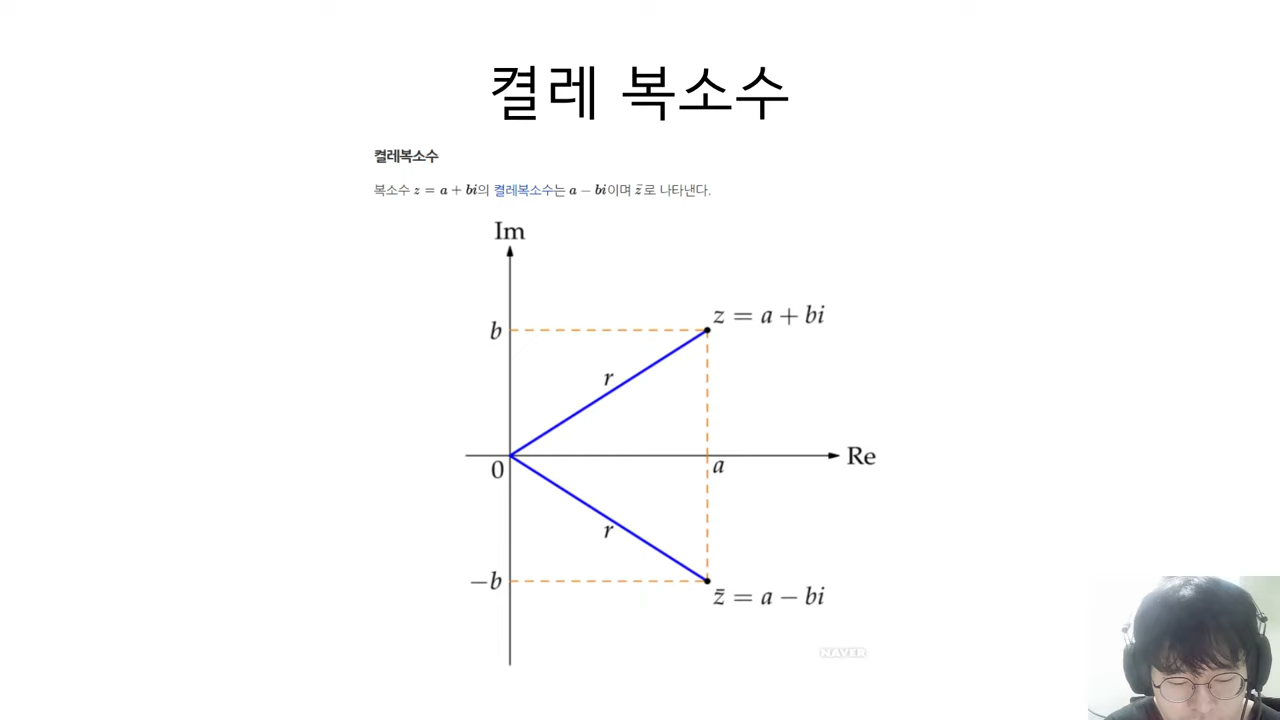 켤레 복소수
켤레복소수
복소수 z = a + bi의 켤레복소수는 a − bi이며 z̄로 나타낸다.
Im
z = a + bi
b
r
0
a
Re
r
−b
z̄ = a − bi
NAVER